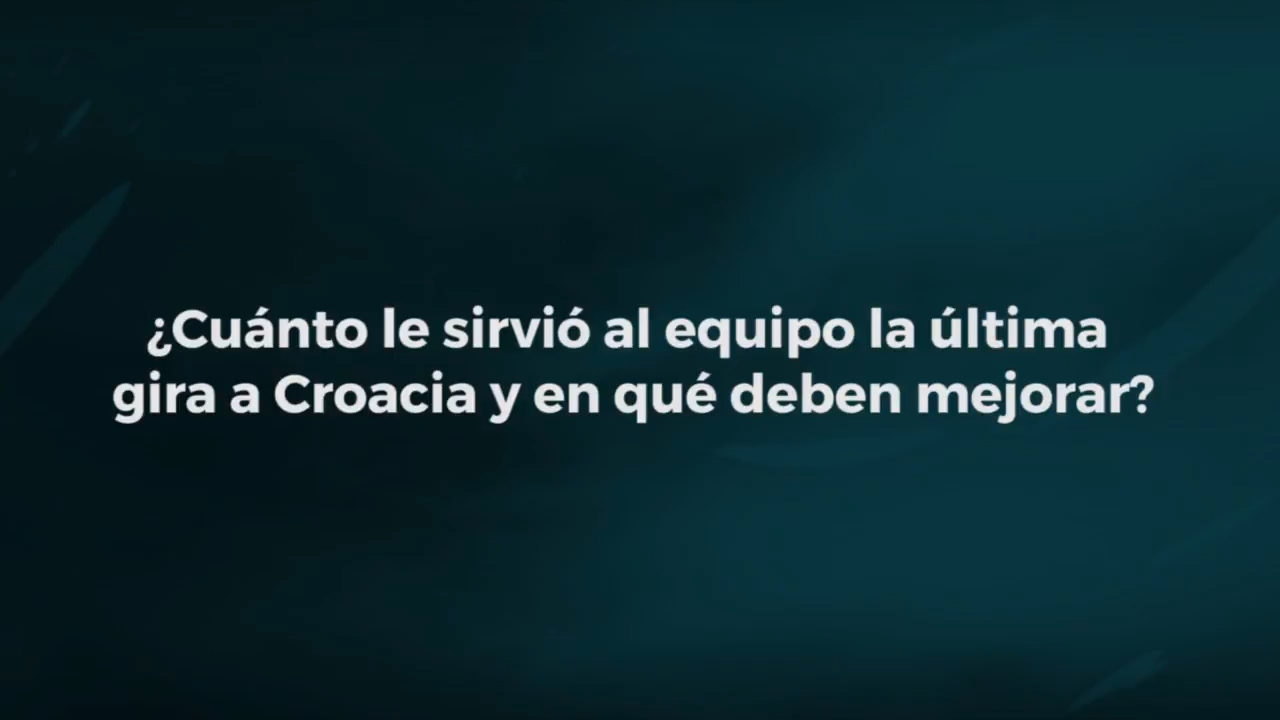 ¿Cuánto le sirvió al equipo la última
gira a Croacia y en qué deben mejorar?